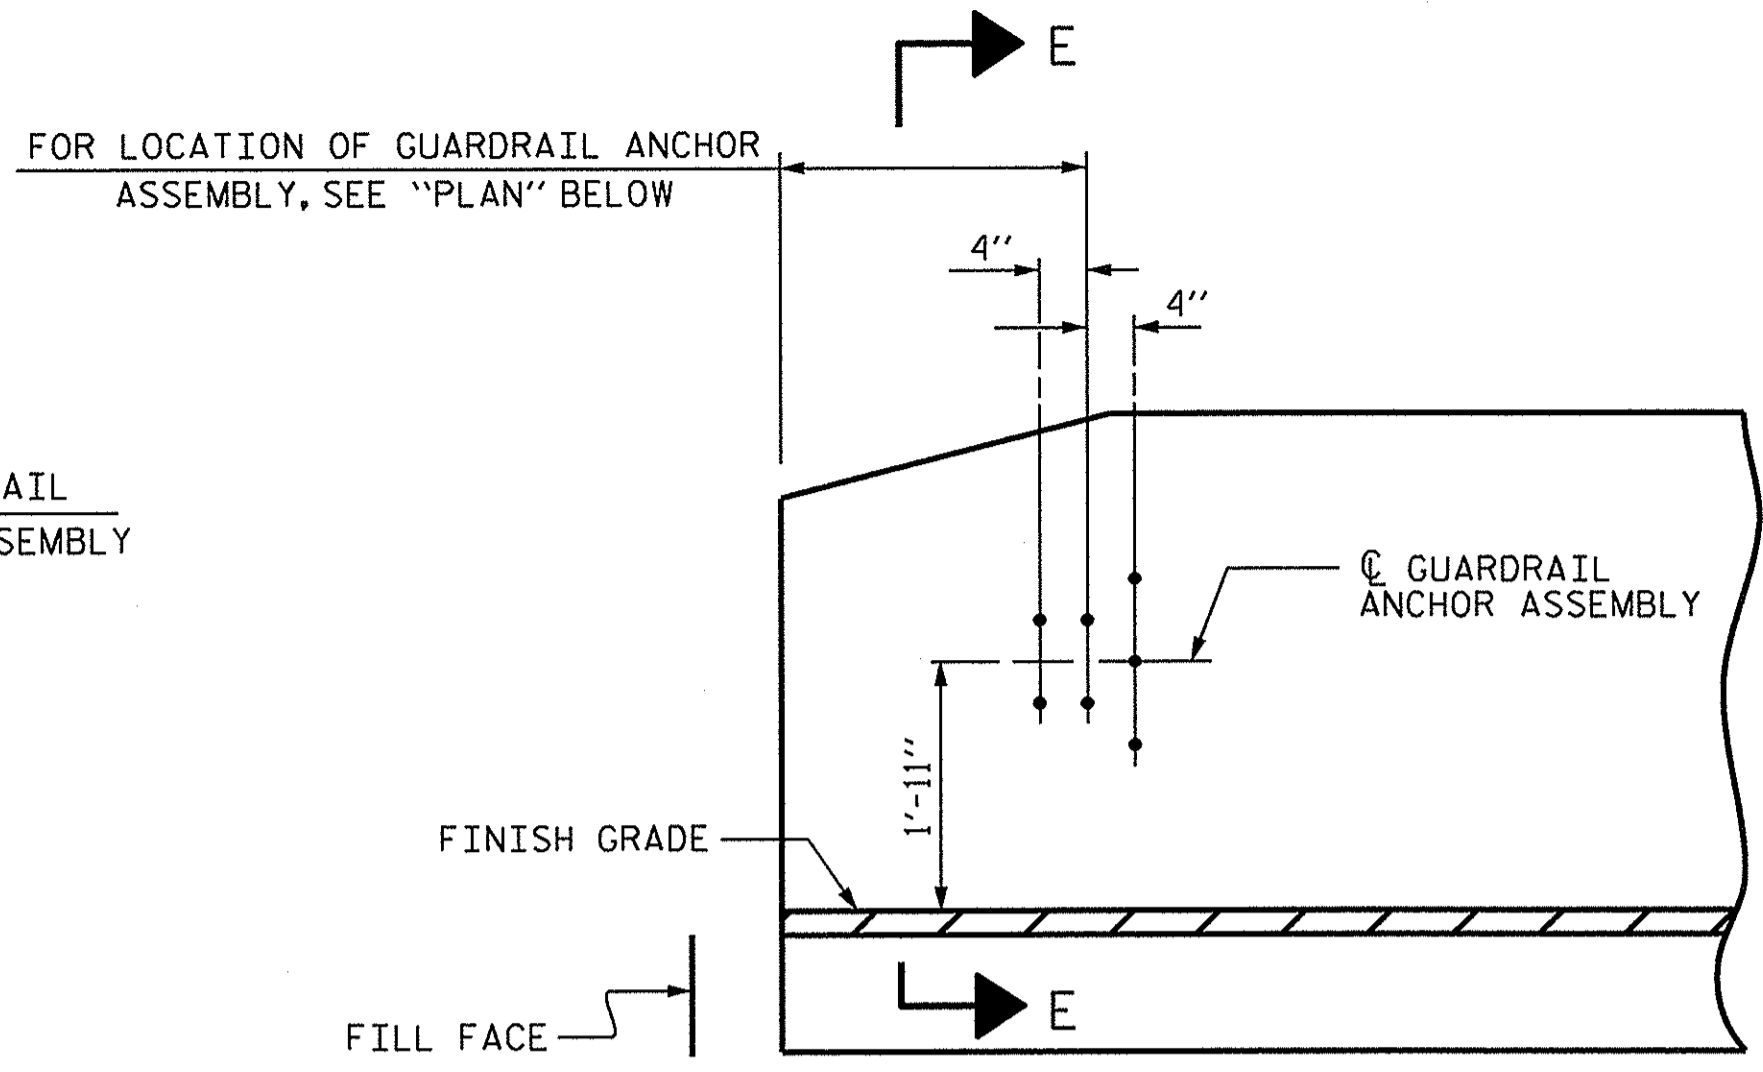 E
FOR LOCATION OF GUARDRAIL ANCHOR
ASSEMBLY, SEE "PLAN" BELOW
4"
4"
AIL
SEMBLY
℄ GUARDRAIL
ANCHOR ASSEMBLY
1'-11"
FINISH GRADE
E
FILL FACE